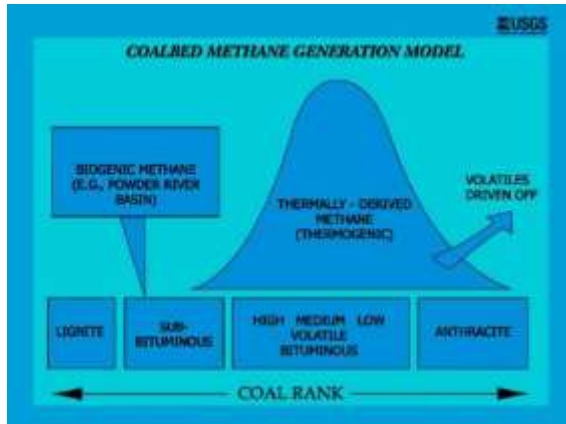 USGS
COALBED METHANE GENERATION MODEL
BIOGENIC METHANE
(E.G., POWDER RIVER
BASIN)
THERMALLY - DERIVED
METHANE
(THERMOGENIC)
VOLATILES
DRIVEN OFF
LIGNITE
SUB-
BITUMINOUS
HIGH MEDIUM LOW
VOLATILE
BITUMINOUS
ANTHRACITE
COAL RANK